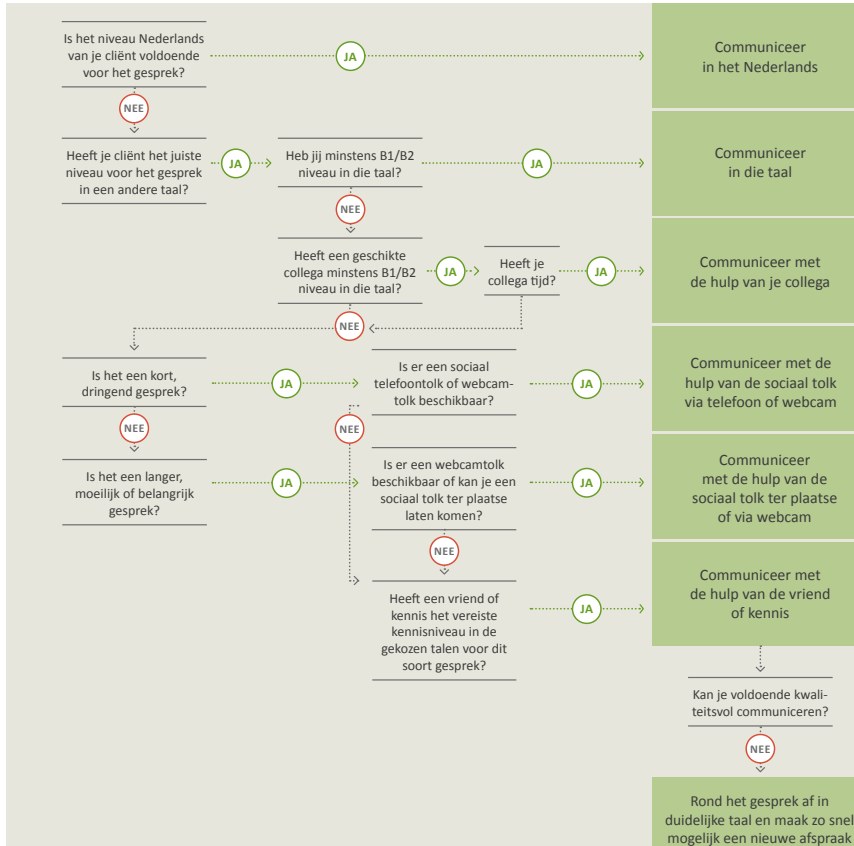 Is het niveau Nederlands
van je cliënt voldoende
voor het gesprek?
JA
Communiceer
in het Nederlands
NEE
Heeft je cliënt het juiste
niveau voor het gesprek
in een andere taal?
JA
Heb jij minstens B1/B2
niveau in die taal?
JA
Communiceer
in die taal
NEE
Heeft een geschikte
collega minstens B1/B2
niveau in die taal?
JA
Heeft je
collega tijd?
JA
Communiceer met
de hulp van je collega
NEE
Is het een kort,
dringend gesprek?
JA
Is er een sociaal
telefoontolk of webcam-
tolk beschikbaar?
JA
Communiceer met de
hulp van de sociaal tolk
via telefoon of webcam
NEE
NEE
Is het een langer,
moeilijk of belangrijk
gesprek?
JA
Is er een webcamtolk
beschikbaar of kan je een
sociaal tolk ter plaatse
laten komen?
JA
Communiceer
met de hulp van de
sociaal tolk ter plaatse
of via webcam
NEE
Heeft een vriend of
kennis het vereiste
kennisniveau in de
gekozen talen voor dit
soort gesprek?
JA
Communiceer met
de hulp van de vriend
of kennis
Kan je voldoende kwali-
teitsvol communiceren?
NEE
Rond het gesprek af in
duidelijke taal en maak zo snel
mogelijk een nieuwe afspraak